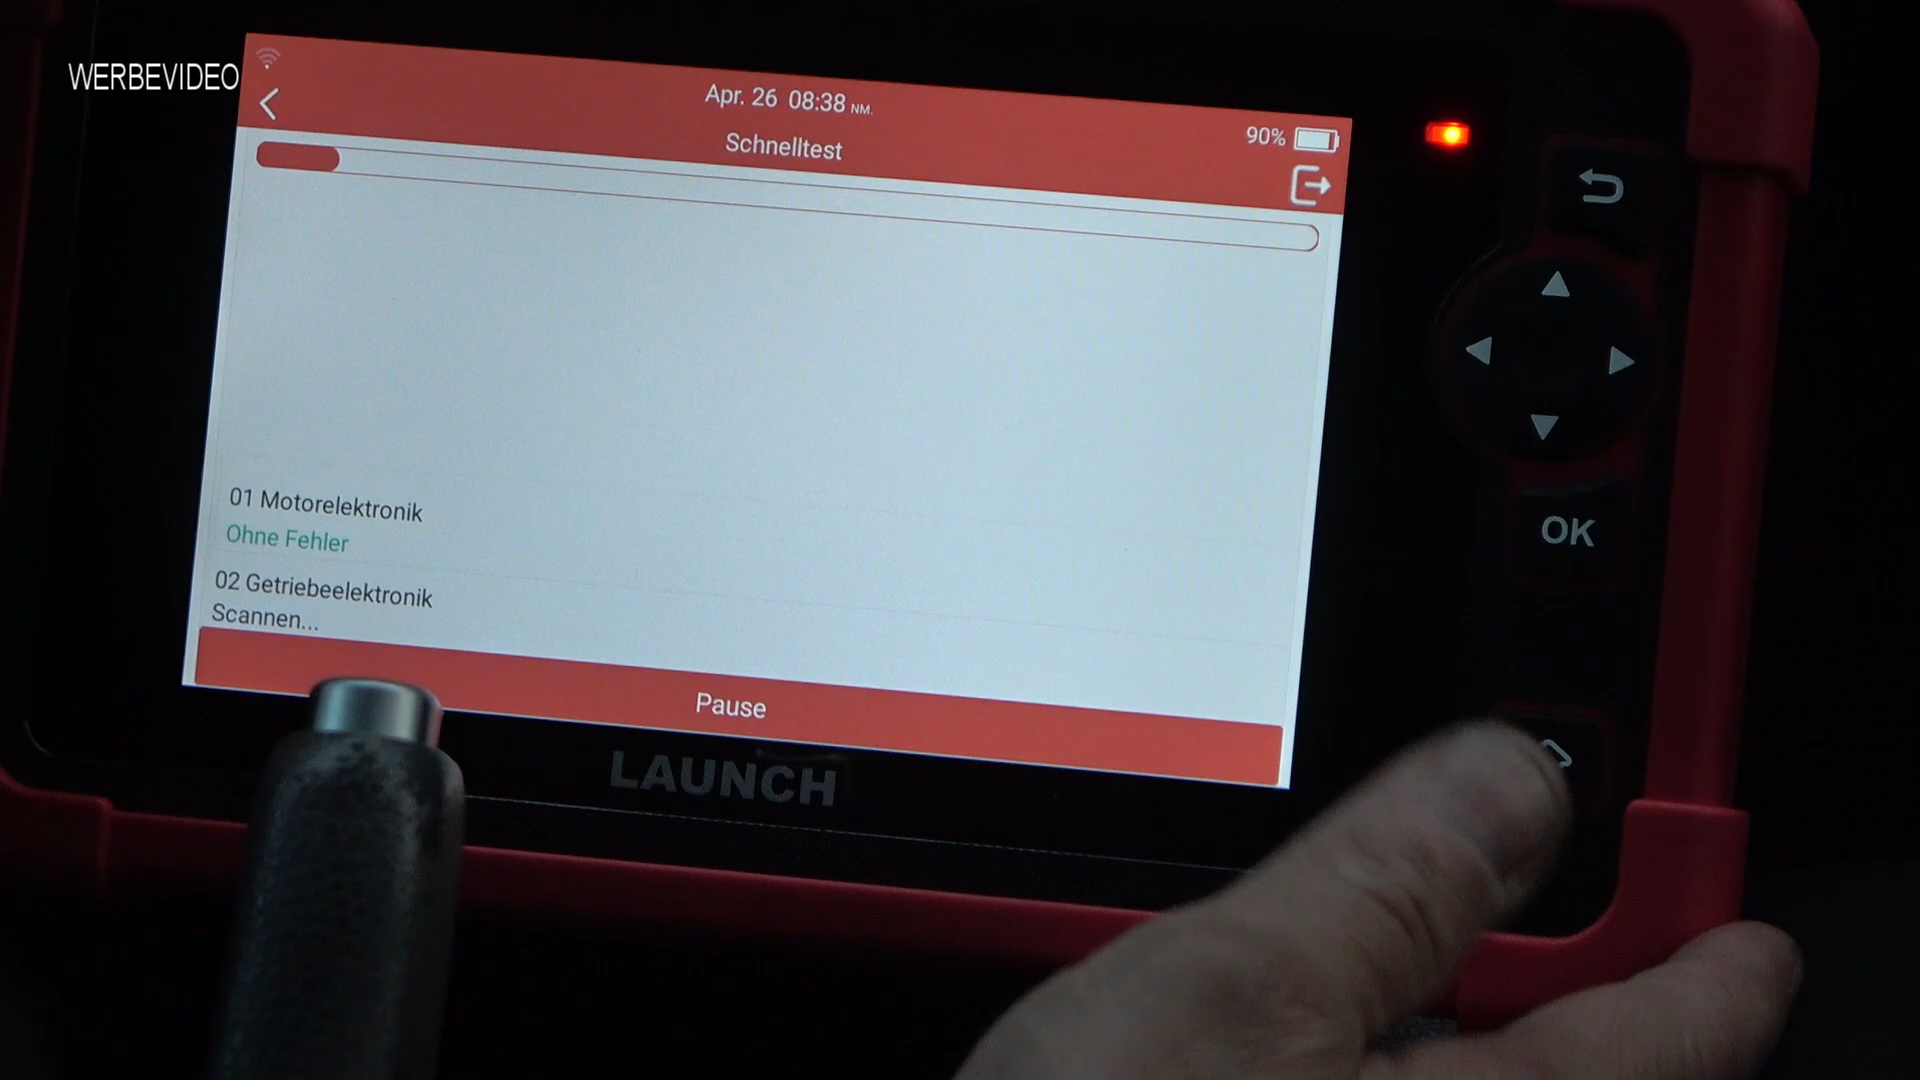 WERBEVIDEO
Apr. 26 08:38 NM.
90%
Schnelltest
01 Motorelektronik
Ohne Fehler
02 Getriebeelektronik
Scannen...
Pause
LAUNCH
OK